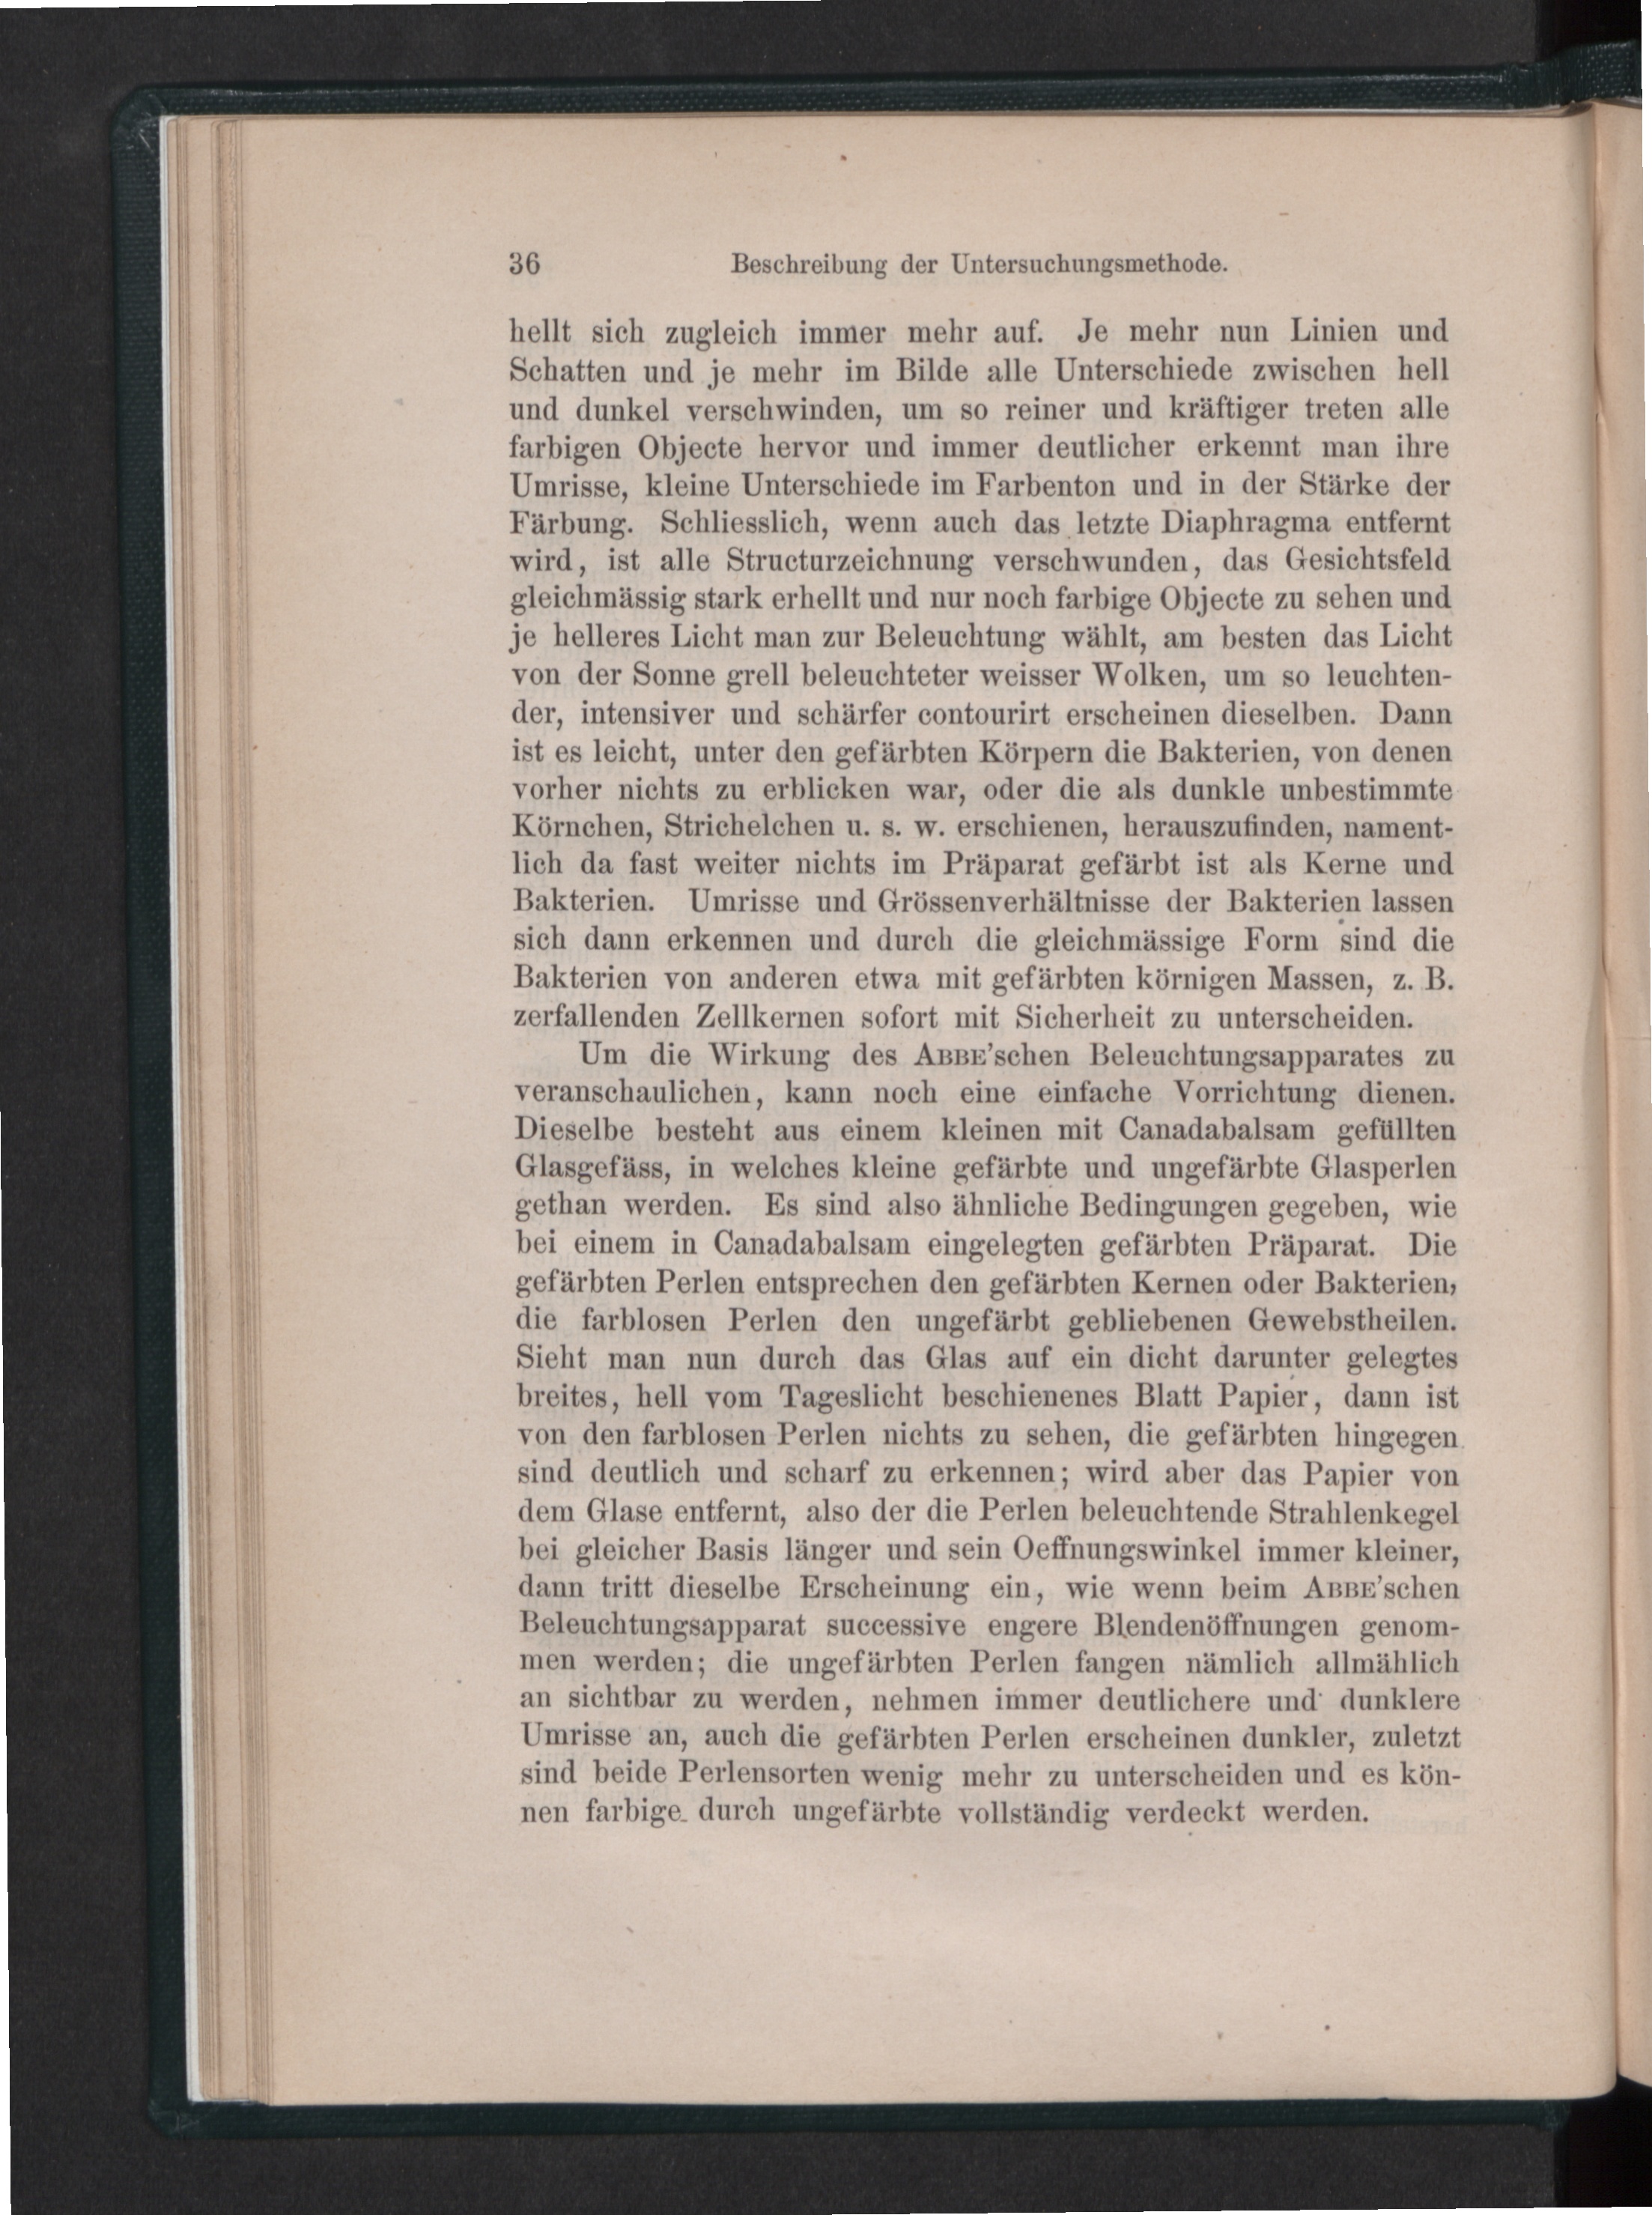 36 Beschreibung der Untersuchungsmethode.
hellt sich zugleich immer mehr auf. Je mehr nun Linien und
Schatten und je mehr im Bilde alle Unterschiede zwischen hell
und dunkel verschwinden, um so reiner und kräftiger treten alle
farbigen Objecte hervor und immer deutlicher erkennt man ihre
Umrisse, kleine Unterschiede im Farbenton und in der Stärke der
Färbung. Schliesslich, wenn auch das letzte Diaphragma entfernt
wird, ist alle Structurzeichnung verschwunden, das Gesichtsfeld
gleichmässig stark erhellt und nur noch farbige Objecte zu sehen und
je helleres Licht man zur Beleuchtung wählt, am besten das Licht
von der Sonne grell beleuchteter weisser Wolken, um so leuchten-
der, intensiver und schärfer contourirt erscheinen dieselben. Dann
ist es leicht, unter den gefärbten Körpern die Bakterien, von denen
vorher nichts zu erblicken war, oder die als dunkle unbestimmte
Körnchen, Strichelchen u. s. w. erschienen, herauszufinden, nament-
lich da fast weiter nichts im Präparat gefärbt ist als Kerne und
Bakterien. Umrisse und Grössenverhältnisse der Bakterien lassen
sich dann erkennen und durch die gleichmässige Form sind die
Bakterien von anderen etwa mit gefärbten körnigen Massen, z. B.
zerfallenden Zellkernen sofort mit Sicherheit zu unterscheiden.
Um die Wirkung des ABBE'schen Beleuchtungsapparates zu
veranschaulichen, kann noch eine einfache Vorrichtung dienen.
Dieselbe besteht aus einem kleinen mit Canadabalsam gefüllten
Glasgefäss, in welches kleine gefärbte und ungefärbte Glasperlen
gethan werden. Es sind also ähnliche Bedingungen gegeben, wie
bei einem in Canadabalsam eingelegten gefärbten Präparat. Die
gefärbten Perlen entsprechen den gefärbten Kernen oder Bakterien,
die farblosen Perlen den ungefärbt gebliebenen Gewebstheilen.
Sieht man nun durch das Glas auf ein dicht darunter gelegtes
breites, hell vom Tageslicht beschienenes Blatt Papier, dann ist
von den farblosen Perlen nichts zu sehen, die gefärbten hingegen
sind deutlich und scharf zu erkennen; wird aber das Papier von
dem Glase entfernt, also der die Perlen beleuchtende Strahlenkegel
bei gleicher Basis länger und sein Oeffnungswinkel immer kleiner,
dann tritt dieselbe Erscheinung ein, wie wenn beim ABBE'schen
Beleuchtungsapparat successive engere Blendenöffnungen genom-
men werden; die ungefärbten Perlen fangen nämlich allmählich
an sichtbar zu werden, nehmen immer deutlichere und dunklere
Umrisse an, auch die gefärbten Perlen erscheinen dunkler, zuletzt
sind beide Perlensorten wenig mehr zu unterscheiden und es kön-
nen farbige durch ungefärbte vollständig verdeckt werden.